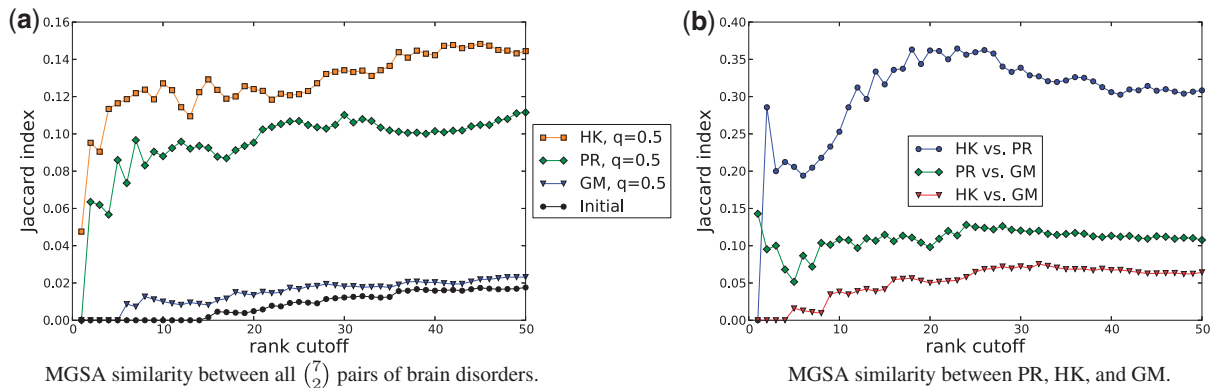 (a)
0.16
0.14
0.12
0.10
0.08
0.06
0.04
0.02
0.00
Jaccard index
0 10 20 30 40 50
rank cutoff
HK, q=0.5
PR, q=0.5
GM, q=0.5
Initial
MGSA similarity between all (7 2) pairs of brain disorders.
(b)
0.40
0.35
0.30
0.25
0.20
0.15
0.10
0.05
0.00
Jaccard index
0 10 20 30 40 50
rank cutoff
HK vs. PR
PR vs. GM
HK vs. GM
MGSA similarity between PR, HK, and GM.